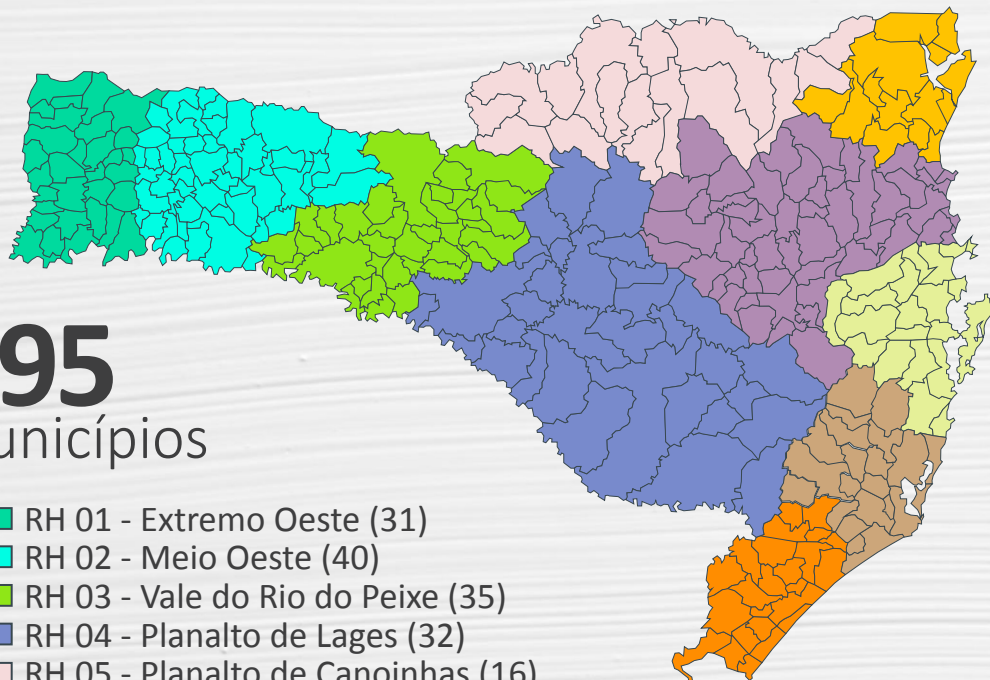 95
unicípios
RH 01 - Extremo Oeste (31)
RH 02 - Meio Oeste (40)
RH 03 - Vale do Rio do Peixe (35)
RH 04 - Planalto de Lages (32)
RH 05 - Planalto de Canoinhas (16)